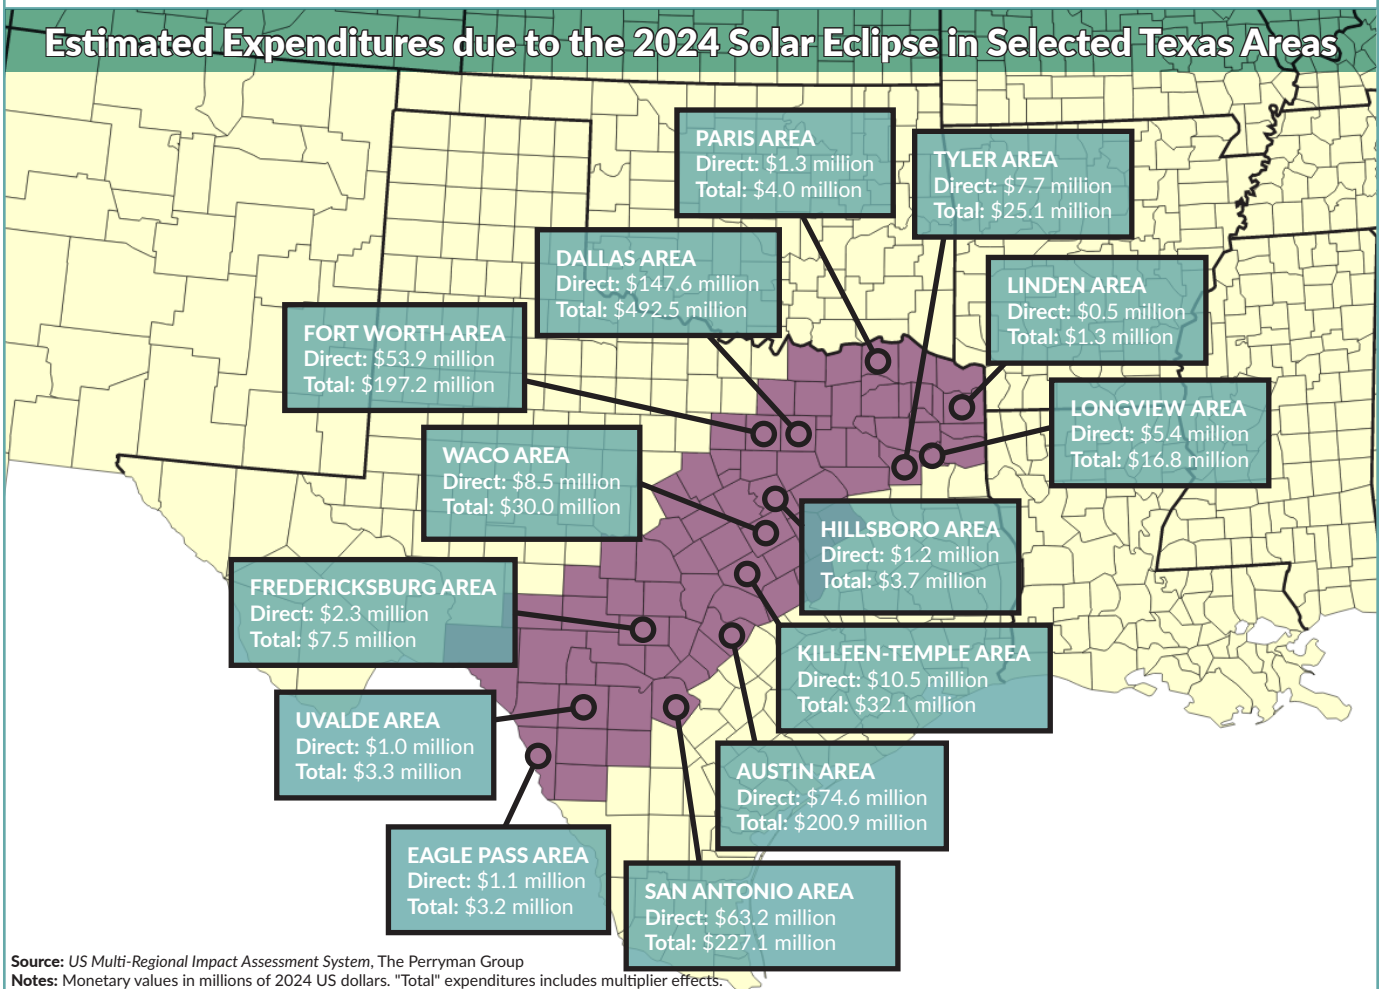 Estimated Expenditures due to the 2024 Solar Eclipse in Selected Texas Areas
PARIS AREA
Direct: $1.3 million
Total: $4.0 million
TYLER AREA
Direct: $7.7 million
Total: $25.1 million
DALLAS AREA
Direct: $147.6 million
Total: $492.5 million
LINDEN AREA
Direct: $0.5 million
Total: $1.3 million
FORT WORTH AREA
Direct: $53.9 million
Total: $197.2 million
LONGVIEW AREA
Direct: $5.4 million
Total: $16.8 million
WACO AREA
Direct: $8.5 million
Total: $30.0 million
HILLSBORO AREA
Direct: $1.2 million
Total: $3.7 million
FREDERICKSBURG AREA
Direct: $2.3 million
Total: $7.5 million
KILLEEN-TEMPLE AREA
Direct: $10.5 million
Total: $32.1 million
UVALDE AREA
Direct: $1.0 million
Total: $3.3 million
AUSTIN AREA
Direct: $74.6 million
Total: $200.9 million
EAGLE PASS AREA
Direct: $1.1 million
Total: $3.2 million
SAN ANTONIO AREA
Direct: $63.2 million
Total: $227.1 million
Source: US Multi-Regional Impact Assessment System, The Perryman Group
Notes: Monetary values in millions of 2024 US dollars. "Total" expenditures includes multiplier effects.